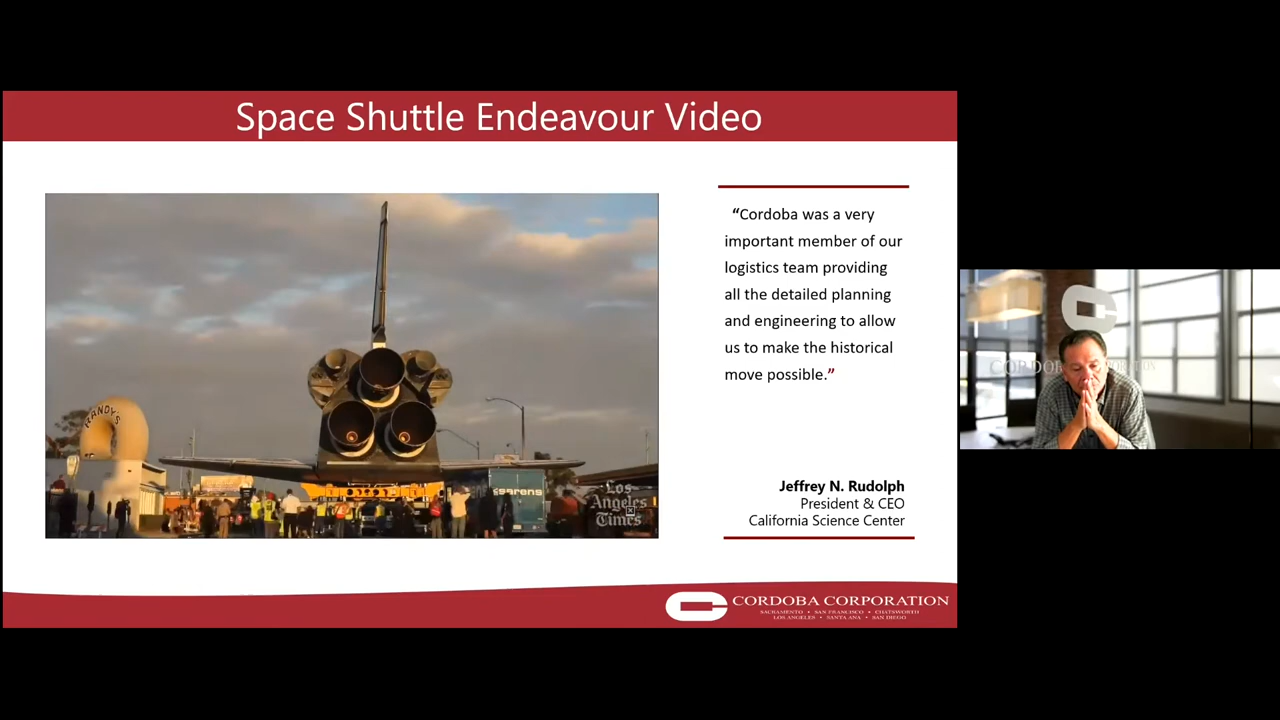 Space Shuttle Endeavour Video
“Cordoba was a very
important member of our
logistics team providing
all the detailed planning
and engineering to allow
us to make the historical
move possible.”
Jeffrey N. Rudolph
President & CEO
California Science Center
RANDY'S
sarens
Los
Angeles
Times
CORDOBA CORPORATION
SACRAMENTO • SAN FRANCISCO • CHATSWORTH
LOS ANGELES • SANTA ANA • SAN DIEGO